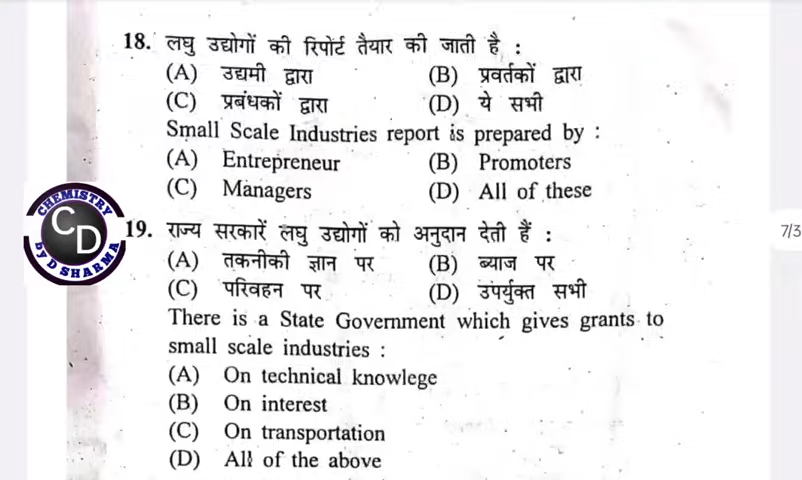 18. लघु उद्योगों की रिपोर्ट तैयार की जाती है :
(A) उद्यमी द्वारा (B) प्रवर्तकों द्वारा
(C) प्रबंधकों द्वारा (D) ये सभी
Small Scale Industries report is prepared by :
(A) Entrepreneur (B) Promoters
(C) Managers (D) All of these
CHEMISTRY
CD
by D SHARMA
19. राज्य सरकारें लघु उद्योगों को अनुदान देती हैं :
7/3
(A) तकनीकी ज्ञान पर (B) ब्याज पर
(C) परिवहन पर (D) उपर्युक्त सभी
There is a State Government which gives grants to
small scale industries :
(A) On technical knowlege
(B) On interest
(C) On transportation
(D) All of the above